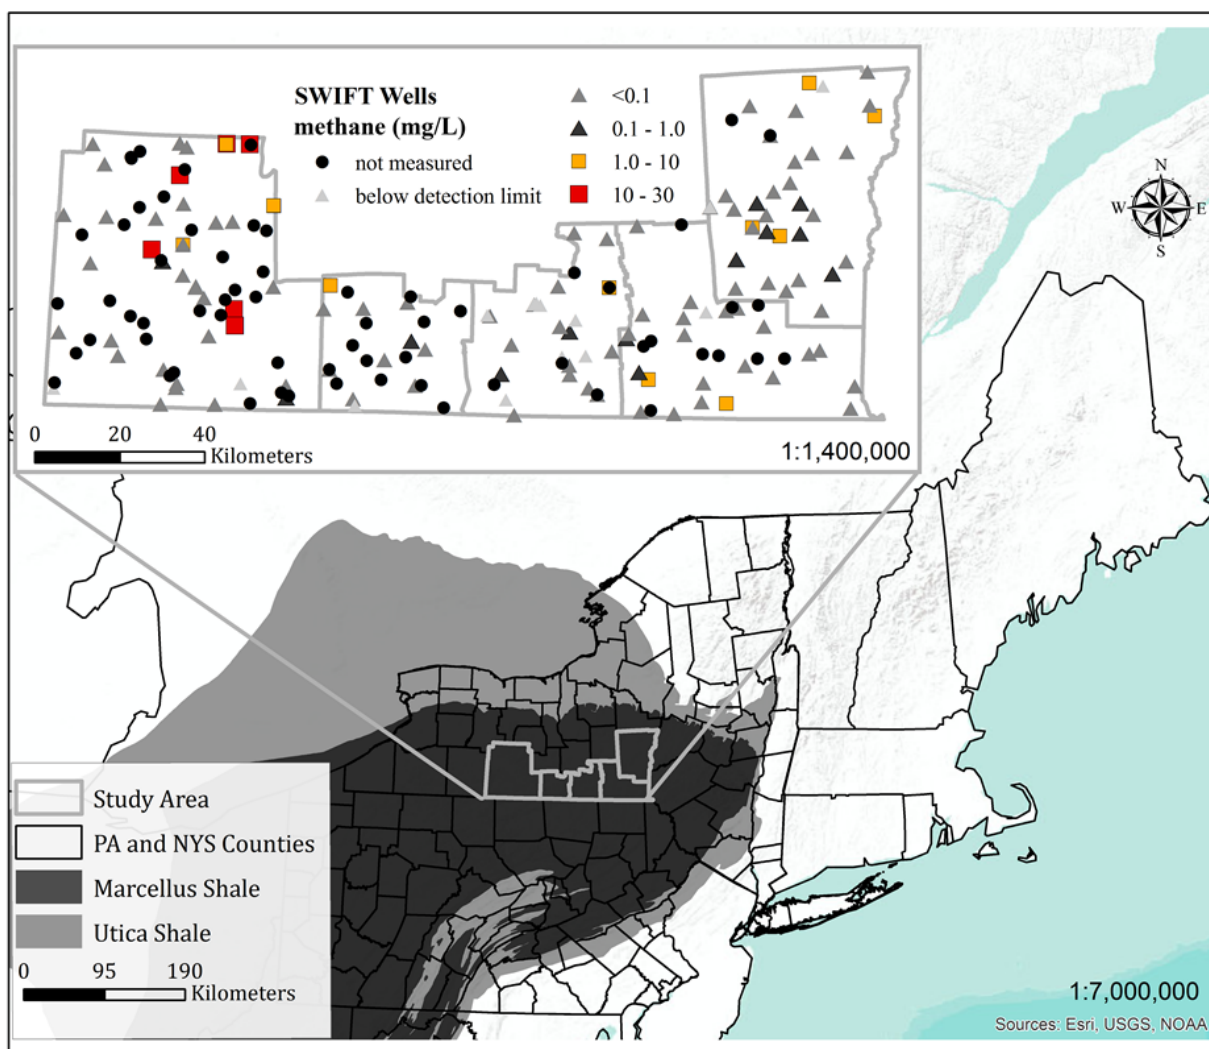 SWIFT Wells
methane (mg/L)
not measured
below detection limit
<0.1
0.1 - 1.0
1.0 - 10
10 - 30
N
W
E
S
0 20 40
Kilometers
1:1,400,000
Study Area
PA and NYS Counties
Marcellus Shale
Utica Shale
0 95 190
Kilometers
1:7,000,000
Sources: Esri, USGS, NOAA